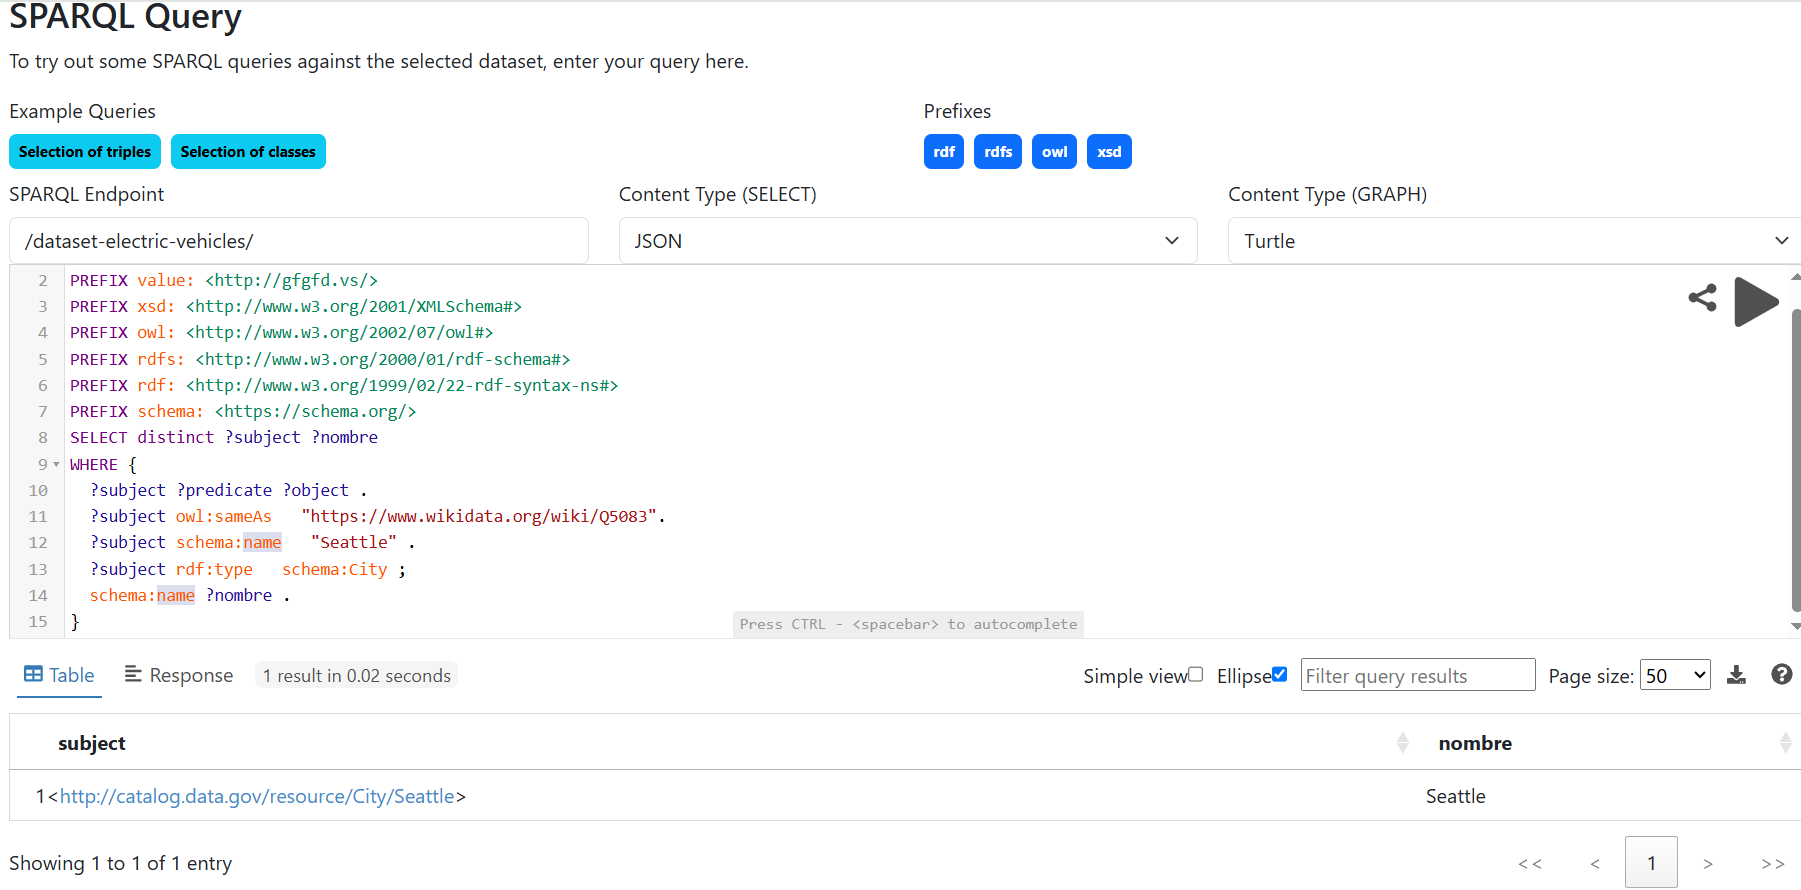 SPARQL Query
To try out some SPARQL queries against the selected dataset, enter your query here.
Example Queries
Prefixes
Selection of triples
Selection of classes
rdf
rdfs
owl
xsd
SPARQL Endpoint
Content Type (SELECT)
Content Type (GRAPH)
/dataset-electric-vehicles/
JSON
Turtle
2 PREFIX value: <http://gfgfd.vs/>
3 PREFIX xsd: <http://www.w3.org/2001/XMLSchema#>
4 PREFIX owl: <http://www.w3.org/2002/07/owl#>
5 PREFIX rdfs: <http://www.w3.org/2000/01/rdf-schema#>
6 PREFIX rdf: <http://www.w3.org/1999/02/22-rdf-syntax-ns#>
7 PREFIX schema: <https://schema.org/>
8 SELECT distinct ?subject ?nombre
9 WHERE {
10 ?subject ?predicate ?object .
11 ?subject owl:sameAs "https://www.wikidata.org/wiki/Q5083".
12 ?subject schema:name "Seattle" .
13 ?subject rdf:type schema:City ;
14 schema:name ?nombre .
15 }
Press CTRL - <spacebar> to autocomplete
Table
Response
1 result in 0.02 seconds
Simple view
Ellipse
Filter query results
Page size: 50
subject
nombre
1 <http://catalog.data.gov/resource/City/Seattle>
Seattle
Showing 1 to 1 of 1 entry
<< < 1 > >>